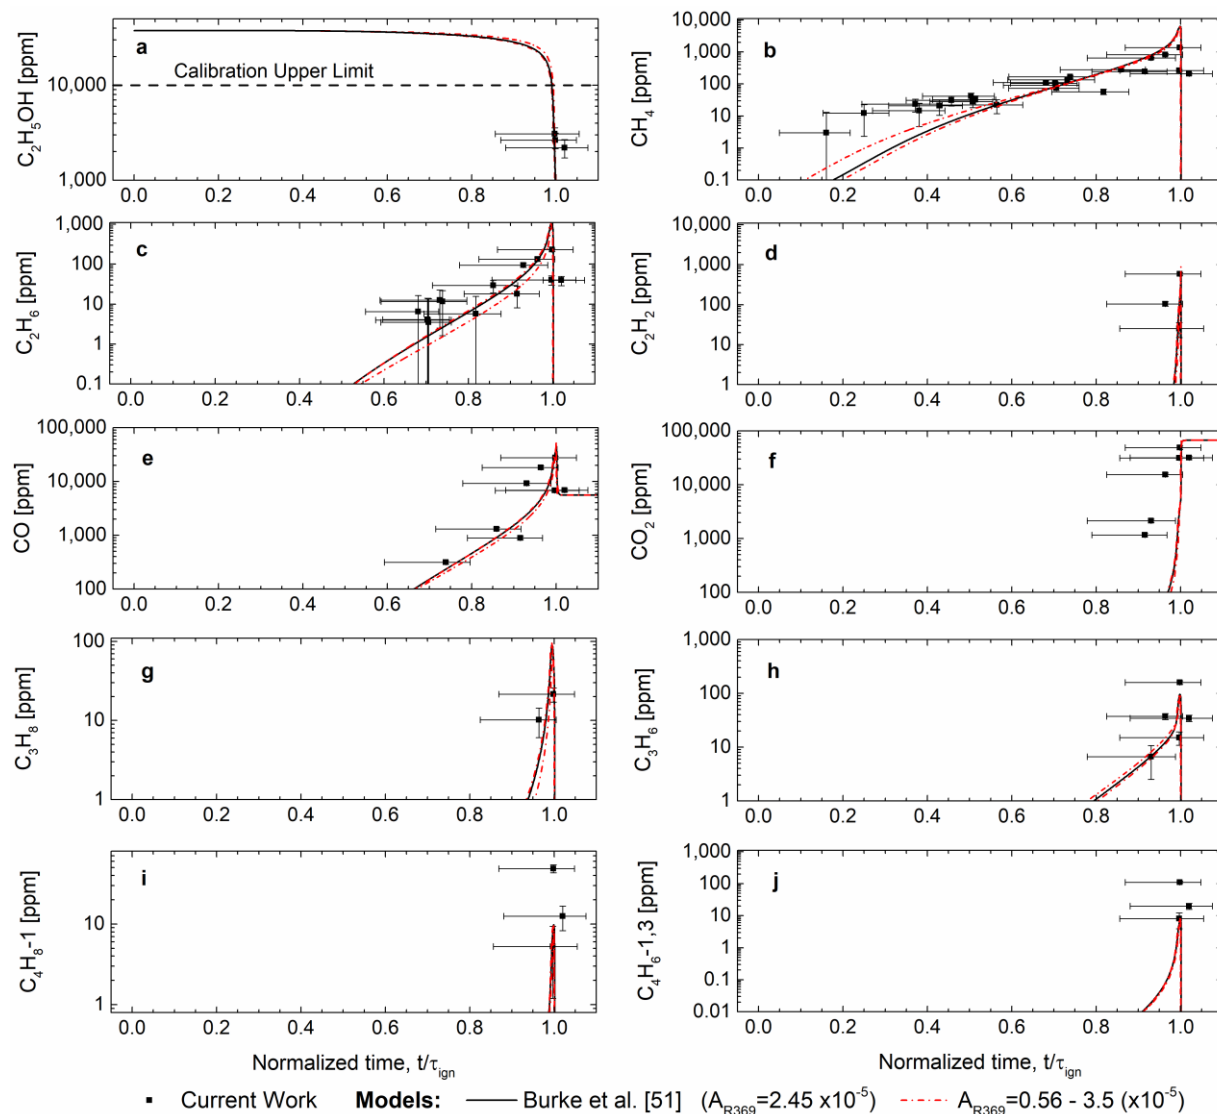 a
C2H5OH [ppm]
10,000
1,000
Calibration Upper Limit
0.0 0.2 0.4 0.6 0.8 1.0
b
CH4 [ppm]
10,000
1,000
100
10
1
0.1
0.0 0.2 0.4 0.6 0.8 1.0
c
C2H6 [ppm]
1,000
100
10
1
0.1
0.0 0.2 0.4 0.6 0.8 1.0
d
C2H2 [ppm]
10,000
1,000
100
10
1
0.0 0.2 0.4 0.6 0.8 1.0
e
CO [ppm]
100,000
10,000
1,000
100
0.0 0.2 0.4 0.6 0.8 1.0
f
CO2 [ppm]
100,000
10,000
1,000
100
0.0 0.2 0.4 0.6 0.8 1.0
g
C3H8 [ppm]
100
10
1
0.0 0.2 0.4 0.6 0.8 1.0
h
C3H6 [ppm]
1,000
100
10
1
0.0 0.2 0.4 0.6 0.8 1.0
i
C4H8-1 [ppm]
10
1
0.0 0.2 0.4 0.6 0.8 1.0
j
C4H6-1,3 [ppm]
1,000
100
10
1
0.1
0.01
0.0 0.2 0.4 0.6 0.8 1.0
Normalized time, t/τign
Normalized time, t/τign
Current Work Models: Burke et al. [51] (AR369=2.45 x10-5) AR369=0.56 - 3.5 (x10-5)